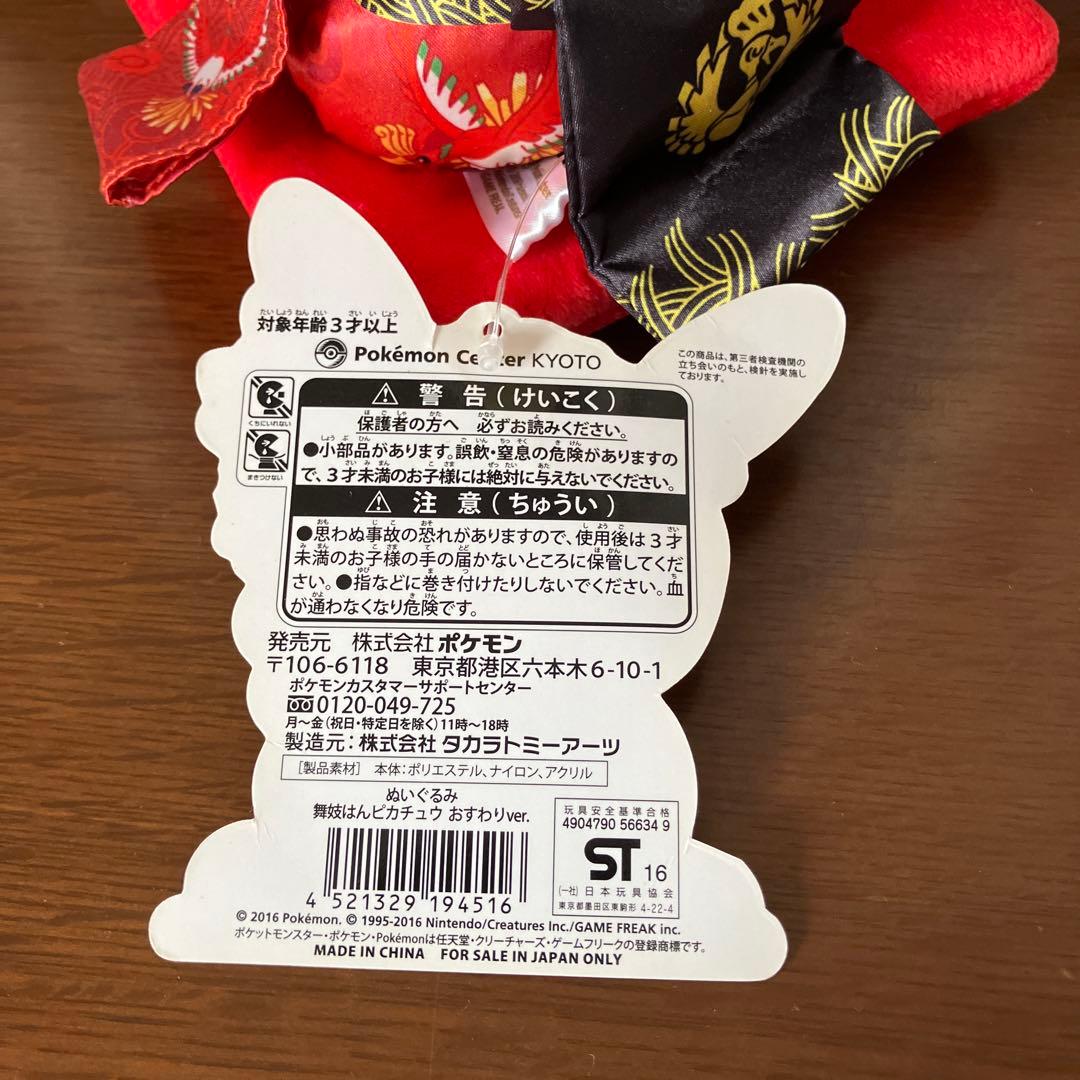 対象年齢3才以上
Pokémon Center KYOTO
この商品は、第三者検査機関の
立ち会いのもと、検針を実施し
ております。
くちにいれない
まきつけない
警 告(けいこく)
保護者の方へ 必ずお読みください。
●小部品があります。誤飲・窒息の危険がありますの
で、3才未満のお子様には絶対に与えないでください。
注 意(ちゅうい)
●思わぬ事故の恐れがありますので、使用後は3才
未満のお子様の手の届かないところに保管してくだ
さい。●指などに巻き付けたりしないでください。血
が通わなくなり危険です。
発売元 株式会社 ポケモン
〒106-6118 東京都港区六本木6-10-1
ポケモンカスタマーサポートセンター
0120-049-725
月〜金(祝日・特定日を除く)11時〜18時
製造元:株式会社 タカラトミーアーツ
[製品素材] 本体:ポリエステル、ナイロン、アクリル
ぬいぐるみ
舞妓はんピカチュウ おすわりver.
4 521329 194516
玩具安全基準合格
4904790 56634 9
ST 16
(一社)日本玩具協会
東京都墨田区東駒形 4-22-4
© 2016 Pokémon. © 1995-2016 Nintendo/Creatures Inc./GAME FREAK inc.
ポケットモンスター・ポケモン・Pokémonは任天堂・クリーチャーズ・ゲームフリークの登録商標です。
MADE IN CHINA FOR SALE IN JAPAN ONLY